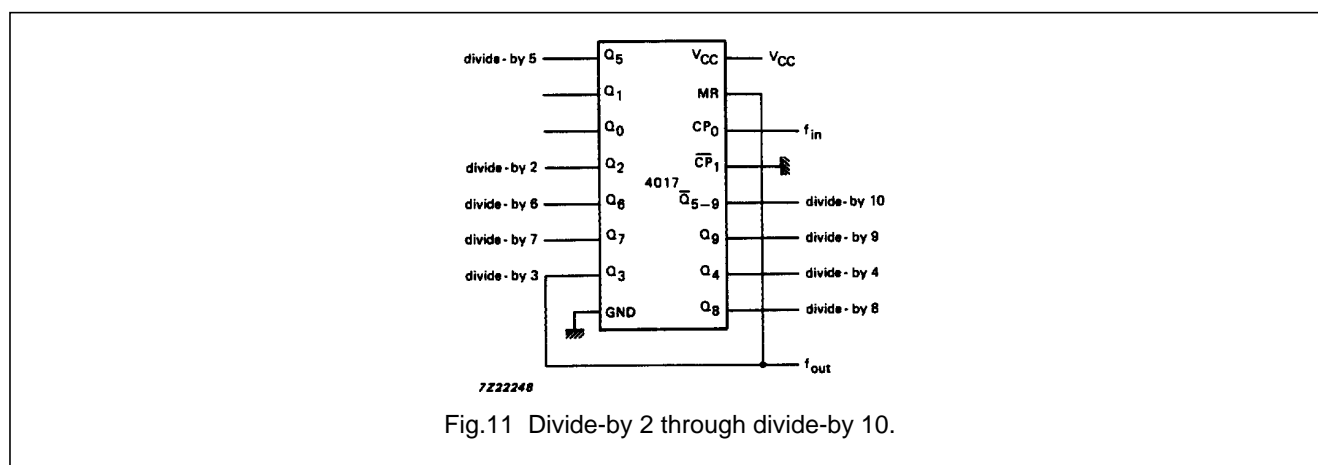 divide-by 5 Q5 VCC VCC
Q1 MR
Q0 CP0 fin
divide-by 2 Q2 C̅P̅1
4017
divide-by 6 Q6 Q̅5–9 divide-by 10
divide-by 7 Q7 Q9 divide-by 9
divide-by 3 Q3 Q4 divide-by 4
GND Q8 divide-by 8
fout
7Z22248
Fig.11 Divide-by 2 through divide-by 10.